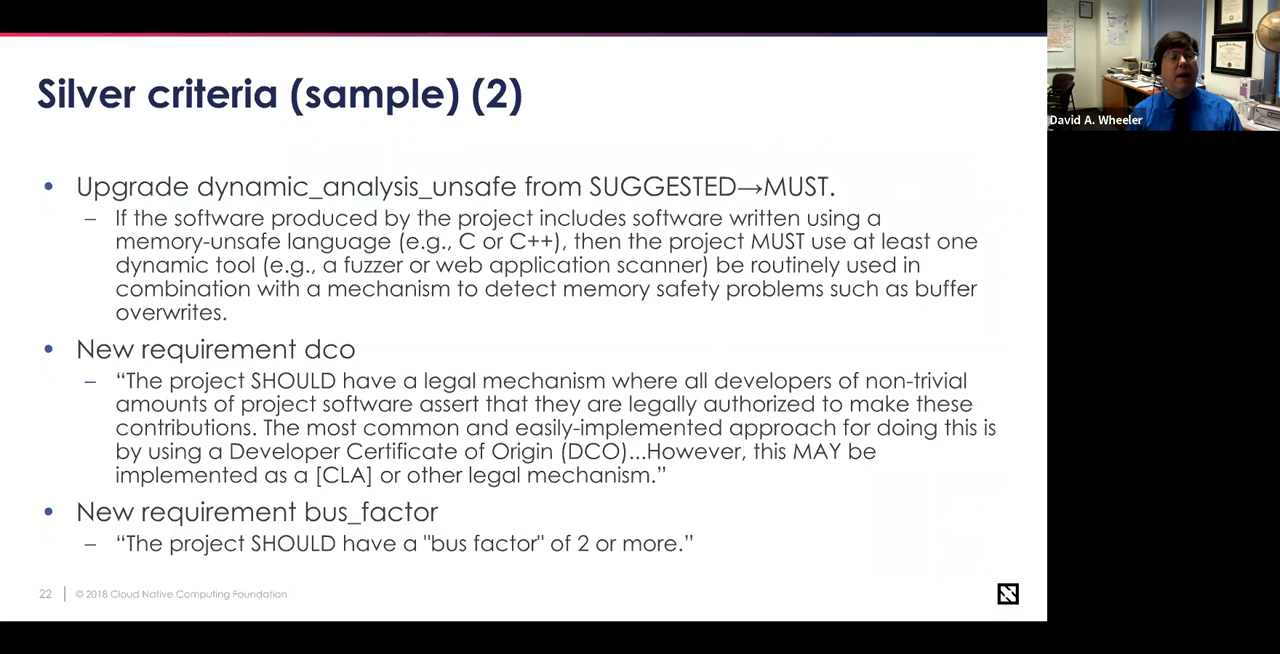 Silver criteria (sample) (2)
• Upgrade dynamic_analysis_unsafe from SUGGESTED→MUST.
– If the software produced by the project includes software written using a
memory-unsafe language (e.g., C or C++), then the project MUST use at least one
dynamic tool (e.g., a fuzzer or web application scanner) be routinely used in
combination with a mechanism to detect memory safety problems such as buffer
overwrites.
• New requirement dco
– “The project SHOULD have a legal mechanism where all developers of non-trivial
amounts of project software assert that they are legally authorized to make these
contributions. The most common and easily-implemented approach for doing this is
by using a Developer Certificate of Origin (DCO)...However, this MAY be
implemented as a [CLA] or other legal mechanism.”
• New requirement bus_factor
– “The project SHOULD have a "bus factor" of 2 or more.”
22 | © 2018 Cloud Native Computing Foundation
David A. Wheeler